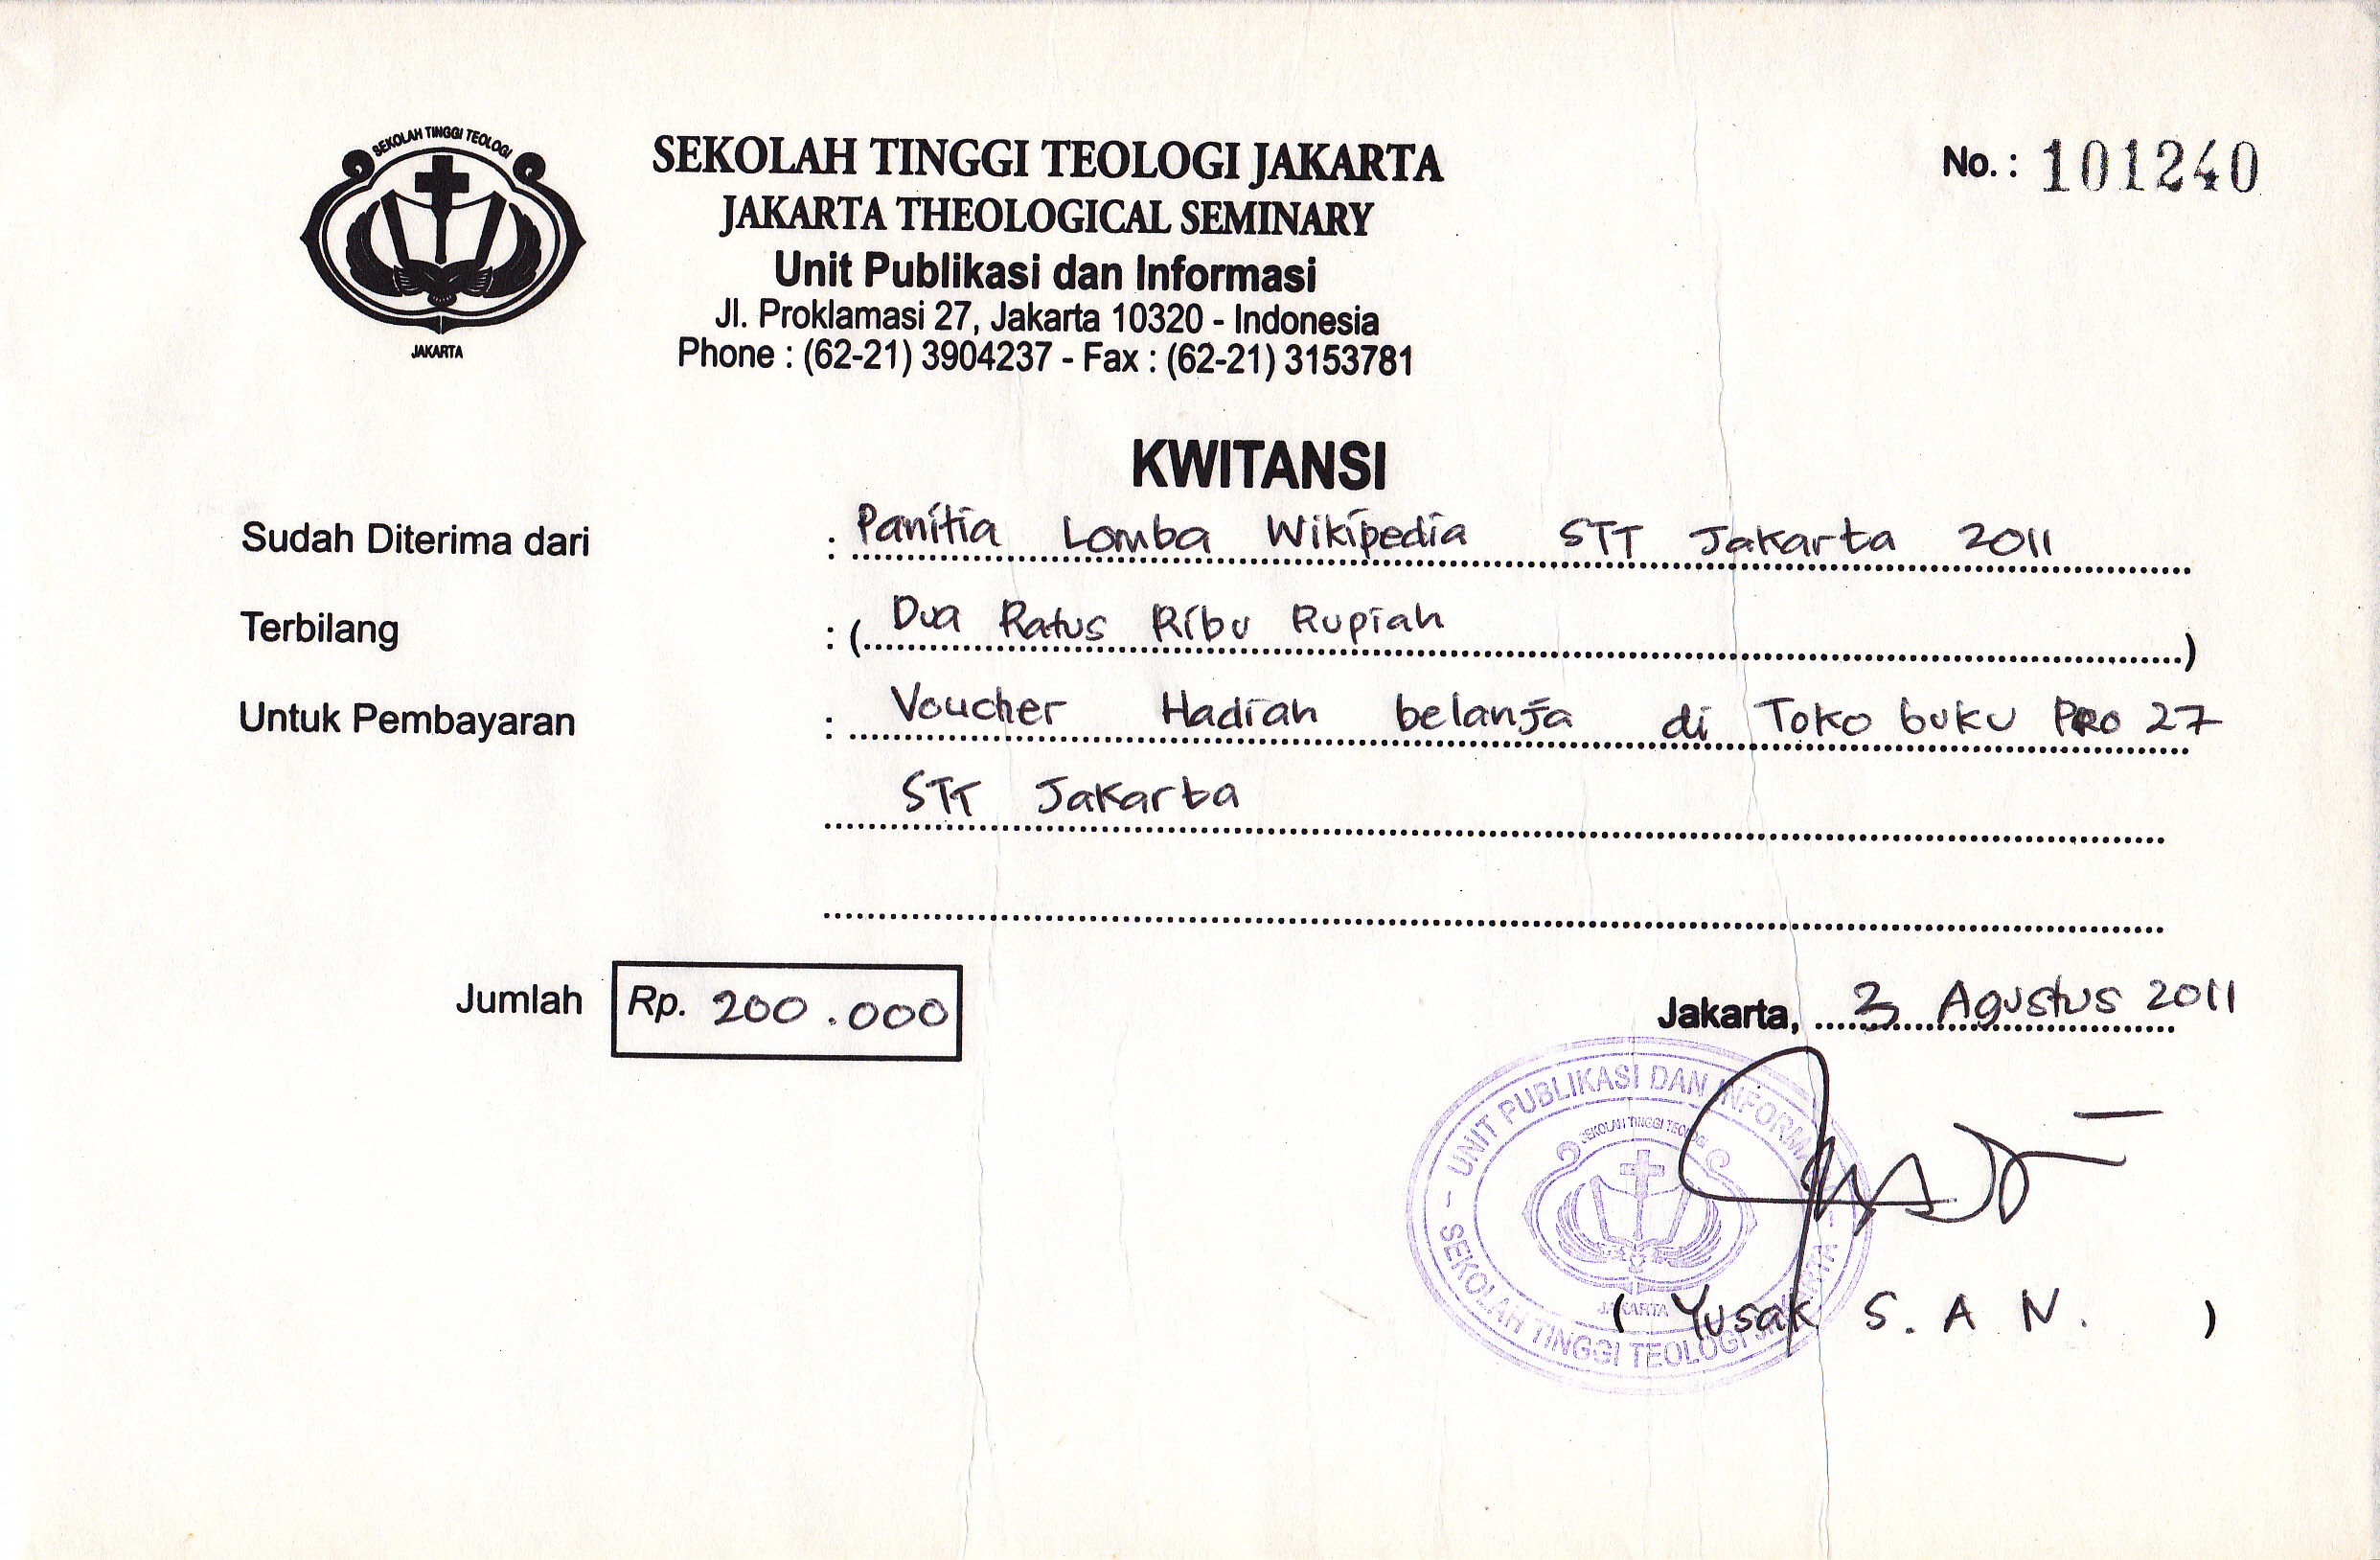 SEKOLAH TINGGI TEOLOGI
JAKARTA
SEKOLAH TINGGI TEOLOGI JAKARTA
JAKARTA THEOLOGICAL SEMINARY
Unit Publikasi dan Informasi
Jl. Proklamasi 27, Jakarta 10320 - Indonesia
Phone : (62-21) 3904237 - Fax : (62-21) 3153781
No. : 101240
KWITANSI
Sudah Diterima dari : Panitia Lomba Wikipedia STT Jakarta 2011
Terbilang : ( Dua Ratus Ribu Rupiah )
Untuk Pembayaran : Voucher Hadiah belanja di Toko buku PRO 27
STT Jakarta
Jumlah Rp. 200.000
Jakarta, 3 Agustus 2011
- UNIT PUBLIKASI DAN INFORMASI -
SEKOLAH TINGGI TEOLOGI JAKARTA
SEKOLAH TINGGI TEOLOGI
JAKARTA
( Yusak S. A N. )